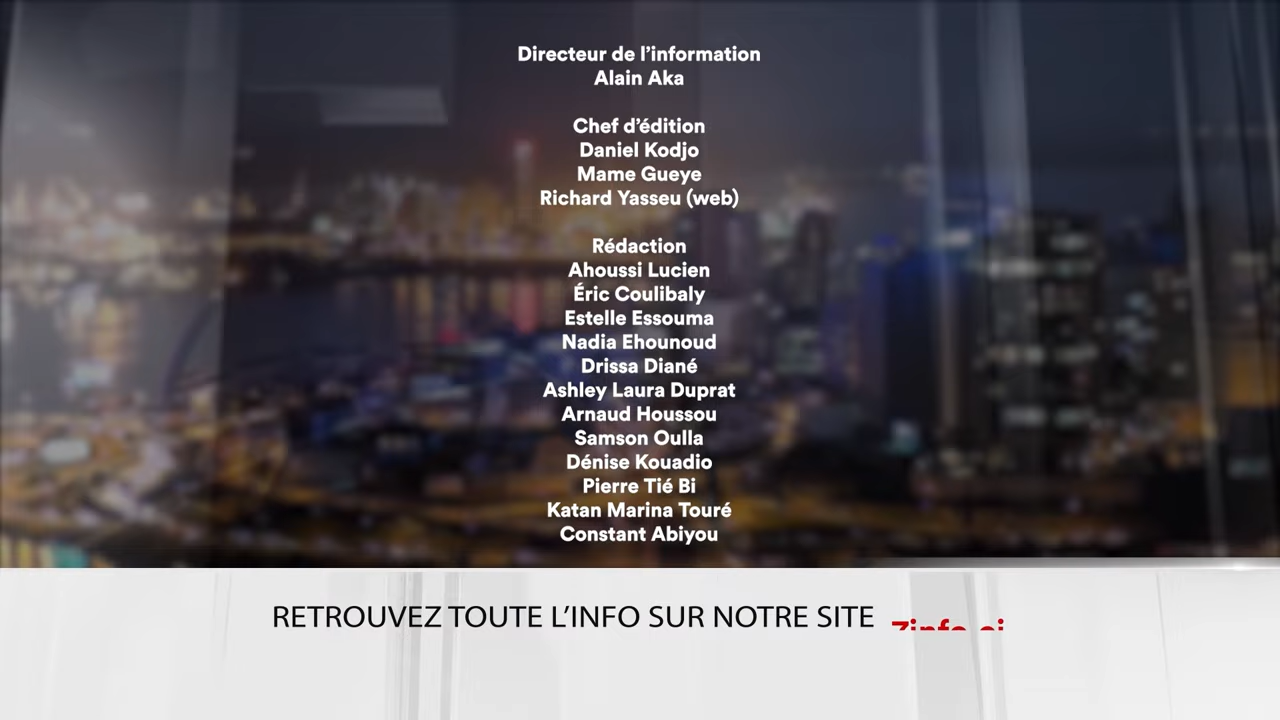 Directeur de l’information
Alain Aka
Chef d’édition
Daniel Kodjo
Mame Gueye
Richard Yasseu (web)
Rédaction
Ahoussi Lucien
Éric Coulibaly
Estelle Essouma
Nadia Ehounoud
Drissa Diané
Ashley Laura Duprat
Arnaud Houssou
Samson Oulla
Dénise Kouadio
Pierre Tié Bi
Katan Marina Touré
Constant Abiyou
RETROUVEZ TOUTE L’INFO SUR NOTRE SITE